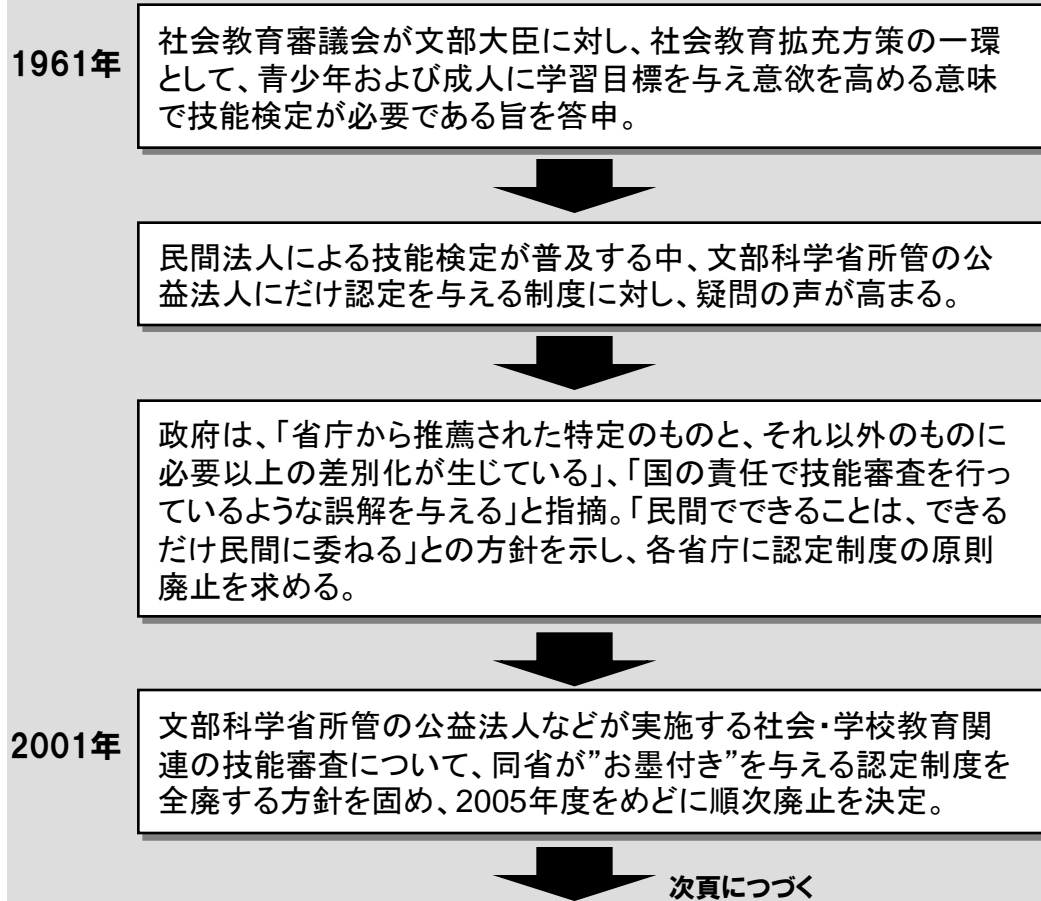 1961年
社会教育審議会が文部大臣に対し、社会教育拡充方策の一環
として、青少年および成人に学習目標を与え意欲を高める意味
で技能検定が必要である旨を答申。
民間法人による技能検定が普及する中、文部科学省所管の公
益法人にだけ認定を与える制度に対し、疑問の声が高まる。
政府は、「省庁から推薦された特定のものと、それ以外のものに
必要以上の差別化が生じている」、「国の責任で技能審査を行っ
ているような誤解を与える」と指摘。「民間でできることは、できる
だけ民間に委ねる」との方針を示し、各省庁に認定制度の原則
廃止を求める。
2001年
文部科学省所管の公益法人などが実施する社会・学校教育関
連の技能審査について、同省が”お墨付き”を与える認定制度を
全廃する方針を固め、2005年度をめどに順次廃止を決定。
次頁につづく